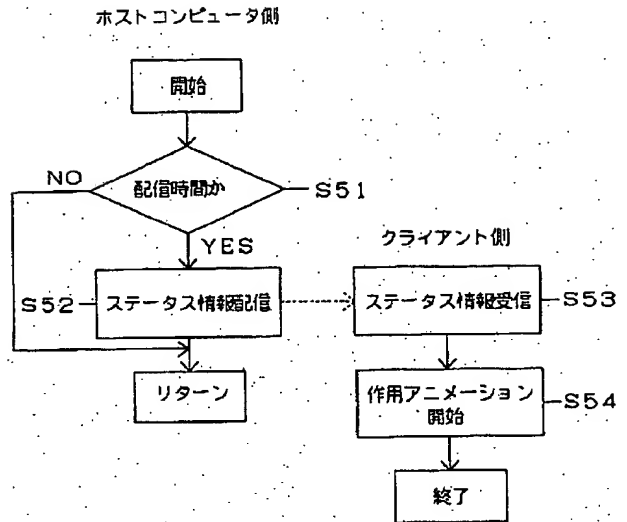 ホストコンピュータ側
開始
配信時間か
NO
S51
YES
クライアント側
S52
ステータス情報配信
ステータス情報受信
S53
リターン
作用アニメーション
開始
S54
終了